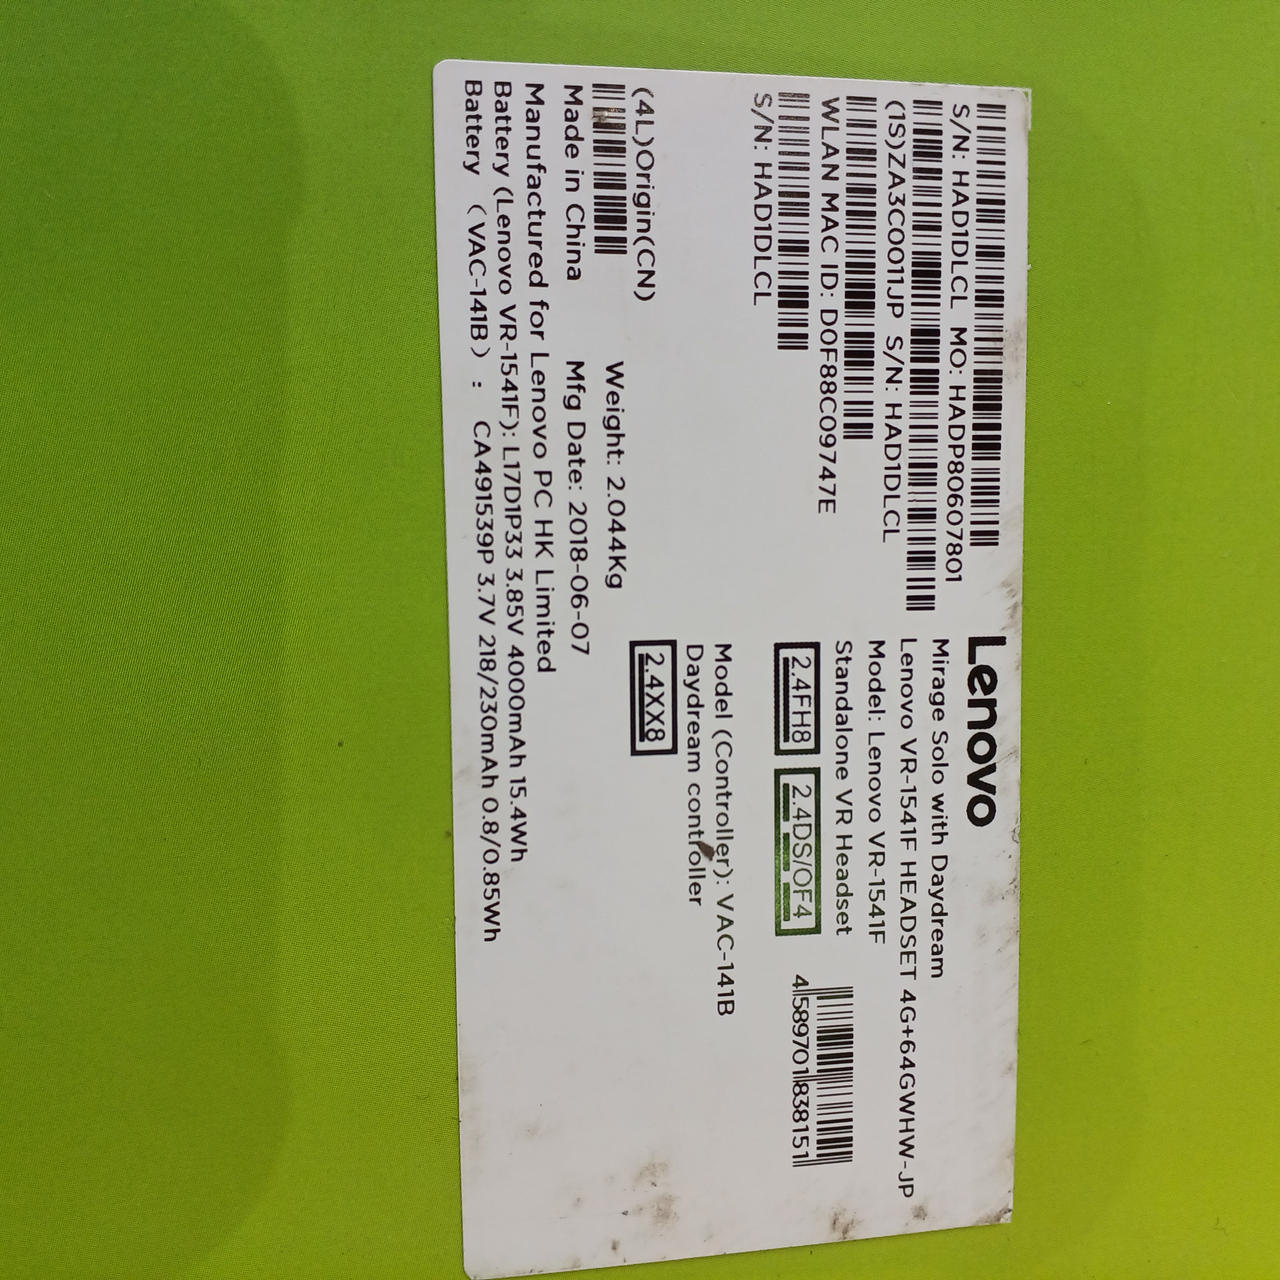 S/N: HAD1DLCL MO: HADP80607801
(1S)ZA3C0011JP S/N: HAD1DLCL
WLAN MAC ID: D0F88C09747E
S/N: HAD1DLCL
Lenovo
Mirage Solo with Daydream
Lenovo VR-1541F HEADSET 4G+64GWHW-JP
Model: Lenovo VR-1541F
Standalone VR Headset
2.4FH8 2.4DS/OF4
4589701838151
Model (Controller): VAC-141B
Daydream controller
2.4XX8
(4L)Origin(CN)
Weight: 2.044Kg
Made in China Mfg Date: 2018-06-07
Manufactured for Lenovo PC HK Limited
Battery (Lenovo VR-1541F): L17D1P33 3.85V 4000mAh 15.4Wh
Battery （VAC-141B）： CA491539P 3.7V 218/230mAh 0.8/0.85Wh